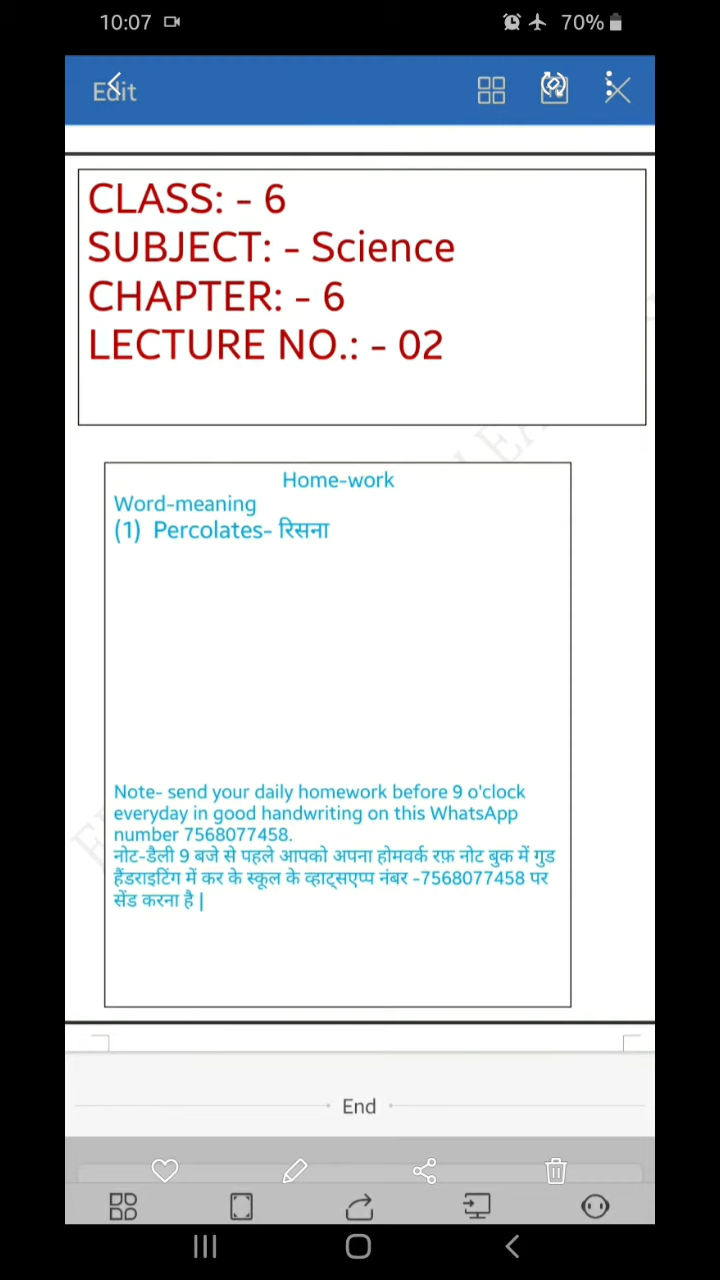 10:07
70%
Edit
CLASS: - 6
SUBJECT: - Science
CHAPTER: - 6
LECTURE NO.: - 02
Home-work
Word-meaning
(1) Percolates- रिसना
Note- send your daily homework before 9 o'clock
everyday in good handwriting on this WhatsApp
number 7568077458.
नोट-डैली 9 बजे से पहले आपको अपना होमवर्क रफ़ नोट बुक में गुड
हैंडराइटिंग में कर के स्कूल के व्हाट्सएप्प नंबर -7568077458 पर
सेंड करना है |
End